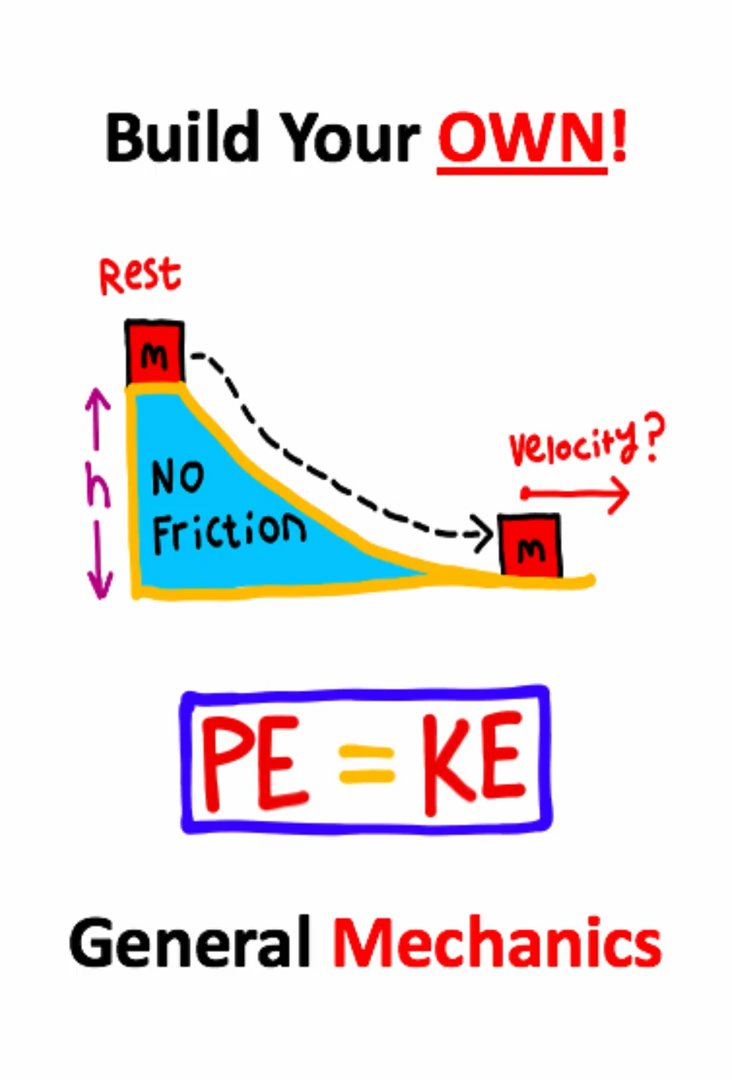 Build Your OWN!
Rest
m
h
NO
Friction
Velocity?
m
PE = KE
General Mechanics